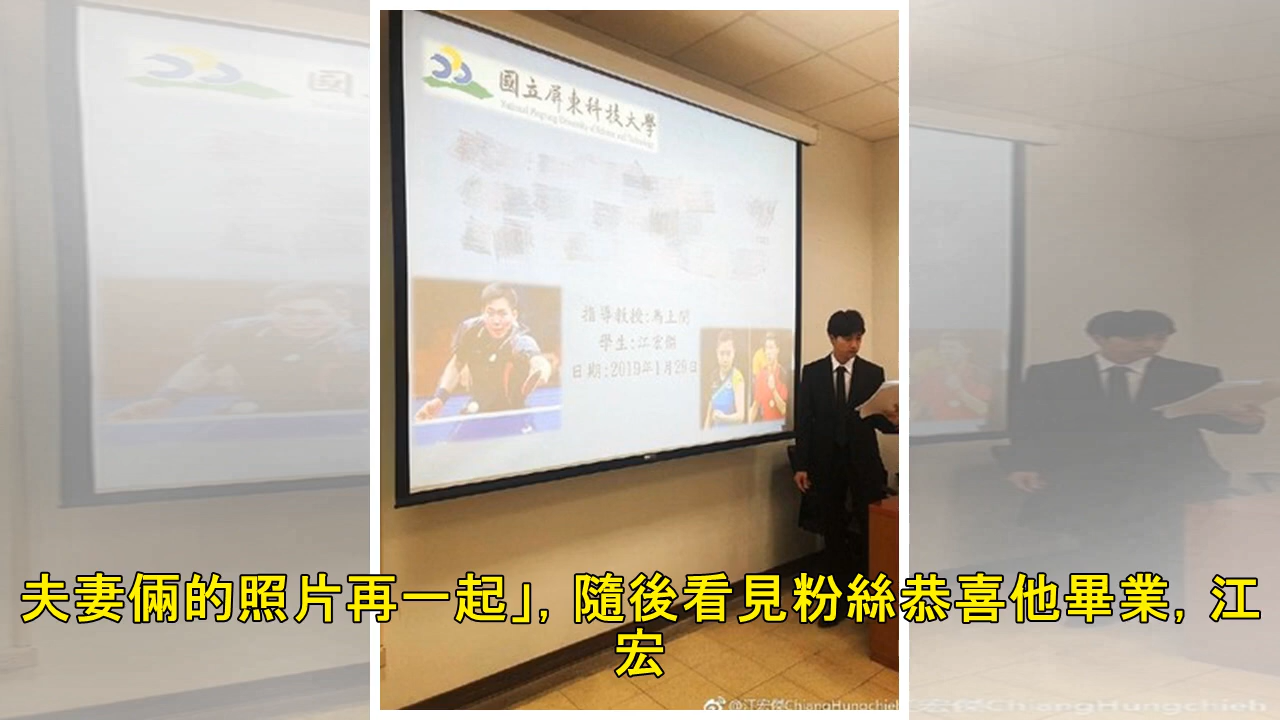 國立屏東科技大學
National Pingtung University of Science and Technology
指導教授:馬上閔
學生:江宏傑
日期:2019年1月28日
夫妻倆的照片再一起」, 隨後看見粉絲恭喜他畢業, 江
宏
@江宏傑ChiangHungchieh